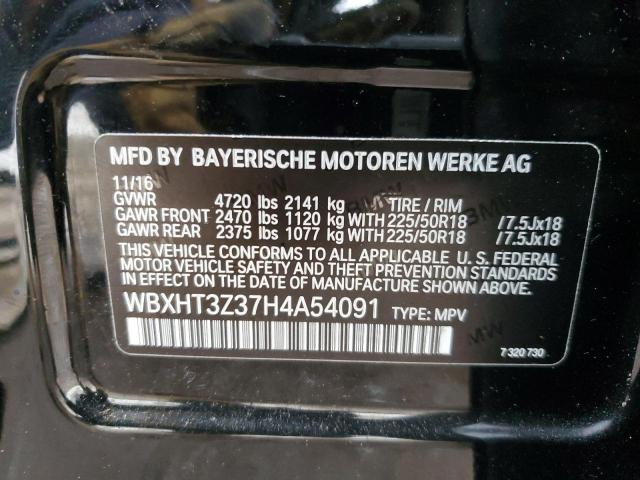 MFD BY BAYERISCHE MOTOREN WERKE AG
11/16
GVWR 4720 lbs 2141 kg TIRE / RIM
GAWR FRONT 2470 lbs 1120 kg WITH 225/50R18 /7.5Jx18
GAWR REAR 2375 lbs 1077 kg WITH 225/50R18 /7.5Jx18
THIS VEHICLE CONFORMS TO ALL APPLICABLE U. S. FEDERAL
MOTOR VEHICLE SAFETY, BUMPER, AND THEFT PREVENTION STANDARDS
IN EFFECT ON THE DATE OF MANUFACTURE SHOWN ABOVE.
WBXHT3Z37H4A54091 TYPE: MPV
7 320 730